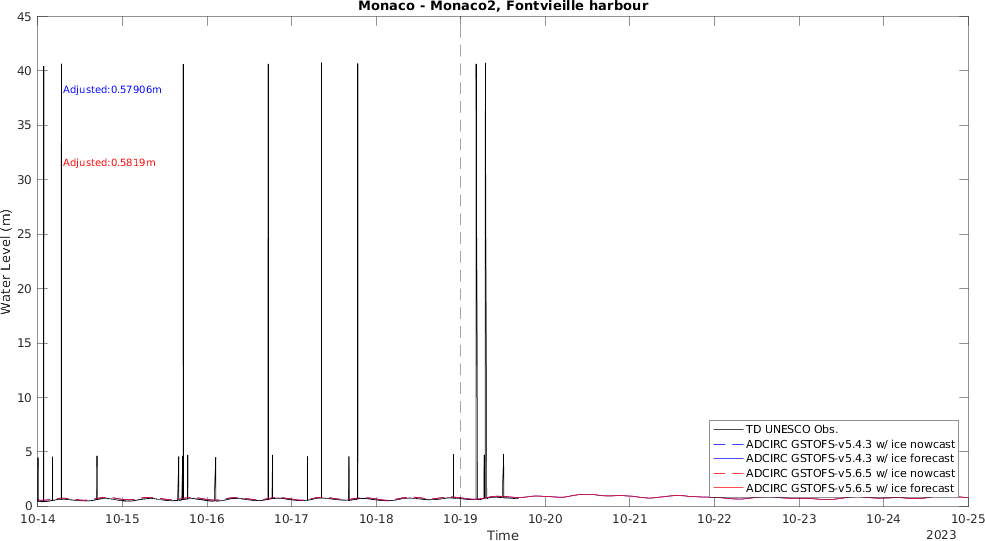 Monaco - Monaco2, Fontvieille harbour
45
40
35
30
25
20
15
10
5
0
Water Level (m)
Adjusted:0.57906m
Adjusted:0.5819m
TD UNESCO Obs.
ADCIRC GSTOFS-v5.4.3 w/ ice nowcast
ADCIRC GSTOFS-v5.4.3 w/ ice forecast
ADCIRC GSTOFS-v5.6.5 w/ ice nowcast
ADCIRC GSTOFS-v5.6.5 w/ ice forecast
10-14 10-15 10-16 10-17 10-18 10-19 10-20 10-21 10-22 10-23 10-24 10-25
Time
2023